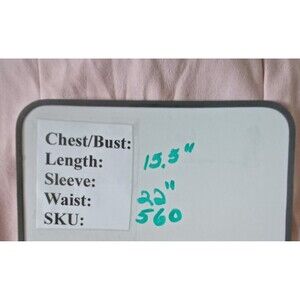 Chest/Bust:
Length: 15.5"
Sleeve:
Waist: 22"
SKU: 560